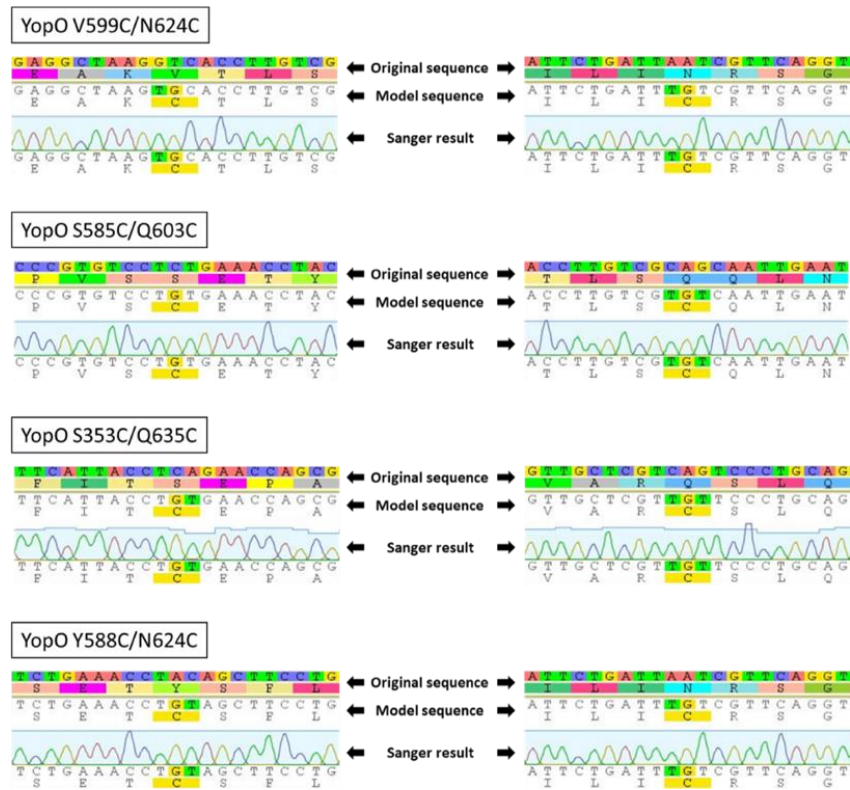 YopO V599C/N624C
GAGGCTAAGGTCACCTTGTCG Original sequence ATTCTGATTAATCGTTCAGGT
E A K V T L S I L I N R S G
GAGGCTAAGTGCACCTTGTCG Model sequence ATTCTGATTTGTCGTTCAGGT
E A K C T L S I L I C R S G
Sanger result
GAGGCTAAGTGCACCTTGTCG ATTCTGATTTGTCGTTCAGGT
E A K C T L S I L I C R S G
YopO S585C/Q603C
CCCGTGTCCTCTGAAACCTAC Original sequence ACCTTGTCGCAGCAATTGAAT
P V S S E T Y T L S Q Q L N
CCCGTGTCCTGTGAAACCTAC Model sequence ACCTTGTCGTGTCAATTGAAT
P V S C E T Y T L S C Q L N
Sanger result
CCCGTGTCCTGTGAAACCTAC ACCTTGTCGTGTCAATTGAAT
P V S C E T Y T L S C Q L N
YopO S353C/Q635C
TTCATTACCTCAGAACCAGCG Original sequence GTTGCTCGTCAGTCCCTGCAG
F I T S E P A V A R Q S L Q
TTCATTACCTGTGAACCAGCG Model sequence GTTGCTCGTTGTTCCCTGCAG
F I T C E P A V A R C S L Q
Sanger result
TTCATTACCTGTGAACCAGCG GTTGCTCGTTGTTCCCTGCAG
F I T C E P A V A R C S L Q
YopO Y588C/N624C
TCTGAAACCTACAGCTTCCTG Original sequence ATTCTGATTAATCGTTCAGGT
S E T Y S F L I L I N R S G
TCTGAAACCTGTAGCTTCCTG Model sequence ATTCTGATTTGTCGTTCAGGT
S E T C S F L I L I C R S G
Sanger result
TCTGAAACCTGTAGCTTCCTG ATTCTGATTTGTCGTTCAGGT
S E T C S F L I L I C R S G